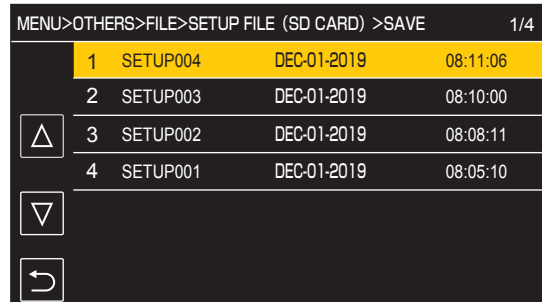 MENU>OTHERS>FILE>SETUP FILE (SD CARD) >SAVE 1/4
1 SETUP004 DEC-01-2019 08:11:06
2 SETUP003 DEC-01-2019 08:10:00
3 SETUP002 DEC-01-2019 08:08:11
4 SETUP001 DEC-01-2019 08:05:10